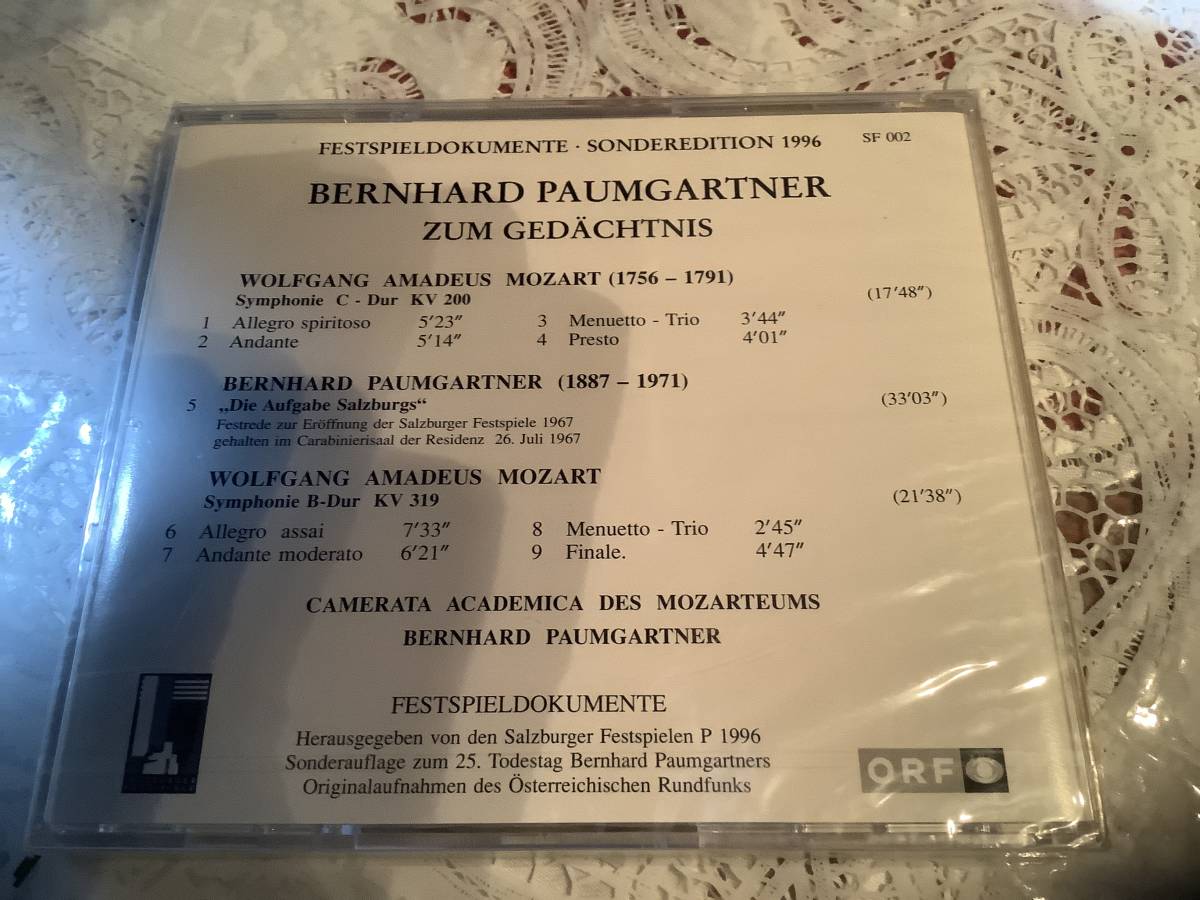 FESTSPIELDOKUMENTE · SONDEREDITION 1996 SF 002
BERNHARD PAUMGARTNER
ZUM GEDÄCHTNIS
WOLFGANG AMADEUS MOZART (1756 – 1791)
Symphonie C - Dur KV 200 (17′48″)
1 Allegro spiritoso 5′23″ 3 Menuetto - Trio 3′44″
2 Andante 5′14″ 4 Presto 4′01″
BERNHARD PAUMGARTNER (1887 – 1971)
5 „Die Aufgabe Salzburgs“ (33′03″)
Festrede zur Eröffnung der Salzburger Festspiele 1967
gehalten im Carabinierisaal der Residenz 26. Juli 1967
WOLFGANG AMADEUS MOZART
Symphonie B-Dur KV 319 (21′38″)
6 Allegro assai 7′33″ 8 Menuetto - Trio 2′45″
7 Andante moderato 6′21″ 9 Finale. 4′47″
CAMERATA ACADEMICA DES MOZARTEUMS
BERNHARD PAUMGARTNER
FESTSPIELDOKUMENTE
Herausgegeben von den Salzburger Festspielen P 1996
Sonderauflage zum 25. Todestag Bernhard Paumgartners
Originalaufnahmen des Österreichischen Rundfunks
ORF